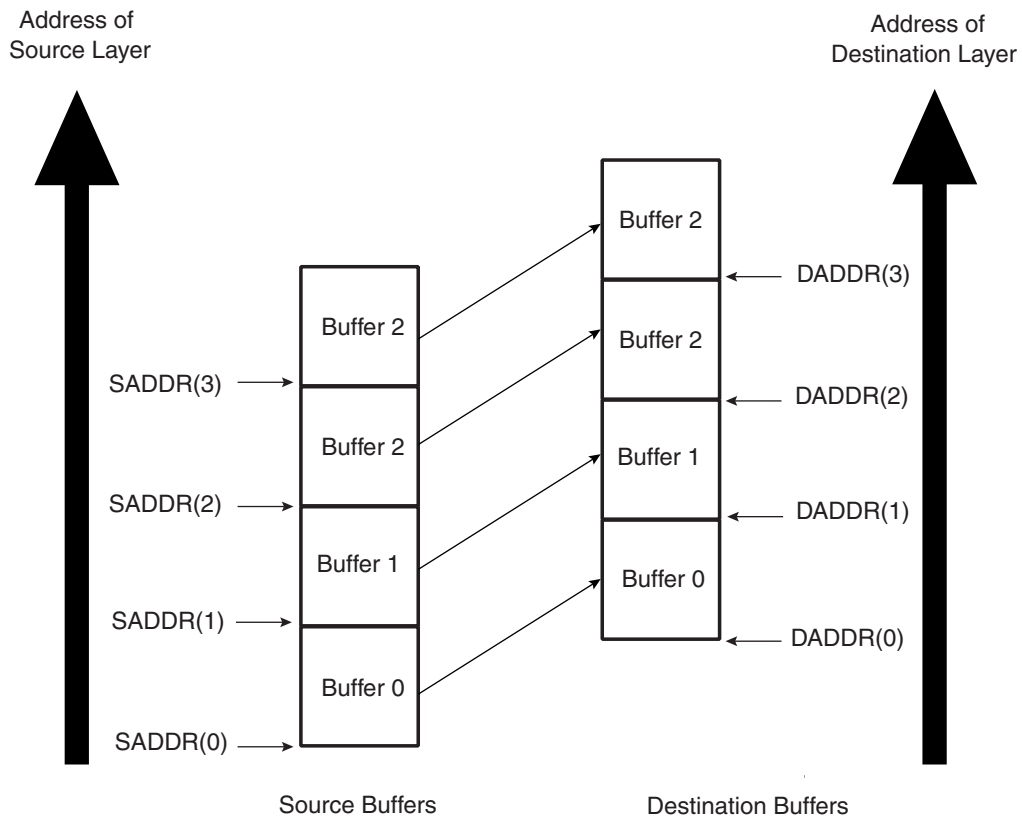 Address of
Source Layer
Address of
Destination Layer
Buffer 2
Buffer 2
Buffer 1
Buffer 0
SADDR(3)
SADDR(2)
SADDR(1)
SADDR(0)
Buffer 2
Buffer 2
Buffer 1
Buffer 0
DADDR(3)
DADDR(2)
DADDR(1)
DADDR(0)
Source Buffers
Destination Buffers